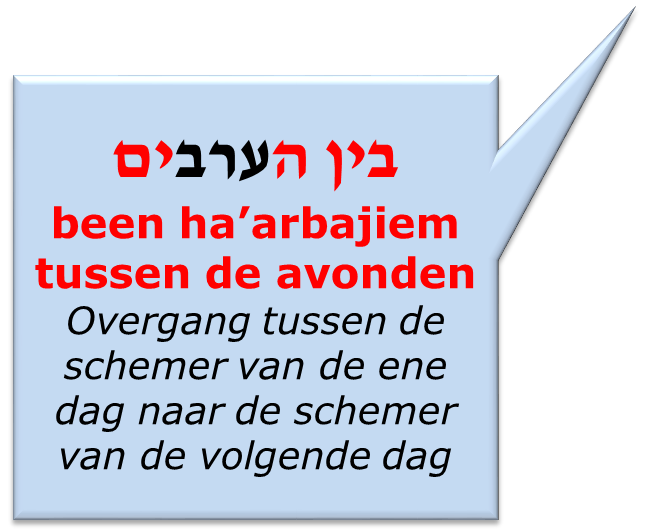 בין הערבים
been ha’arbajiem
tussen de avonden
Overgang tussen de
schemer van de ene
dag naar de schemer
van de volgende dag